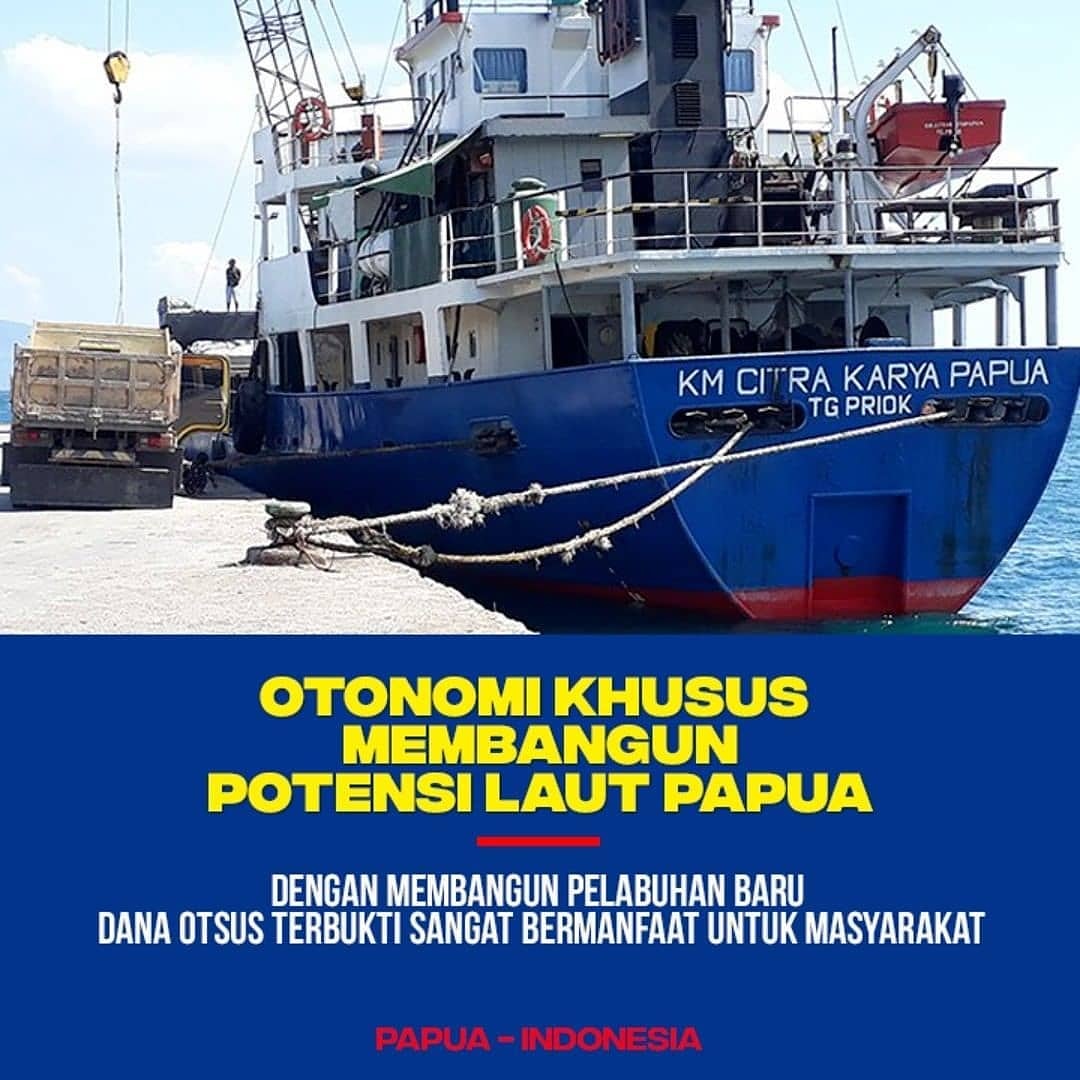 KM CITRA KARYA PAPUA
TG PRIOK
OTONOMI KHUSUS
MEMBANGUN
POTENSI LAUT PAPUA
DENGAN MEMBANGUN PELABUHAN BARU
DANA OTSUS TERBUKTI SANGAT BERMANFAAT UNTUK MASYARAKAT
PAPUA - INDONESIA